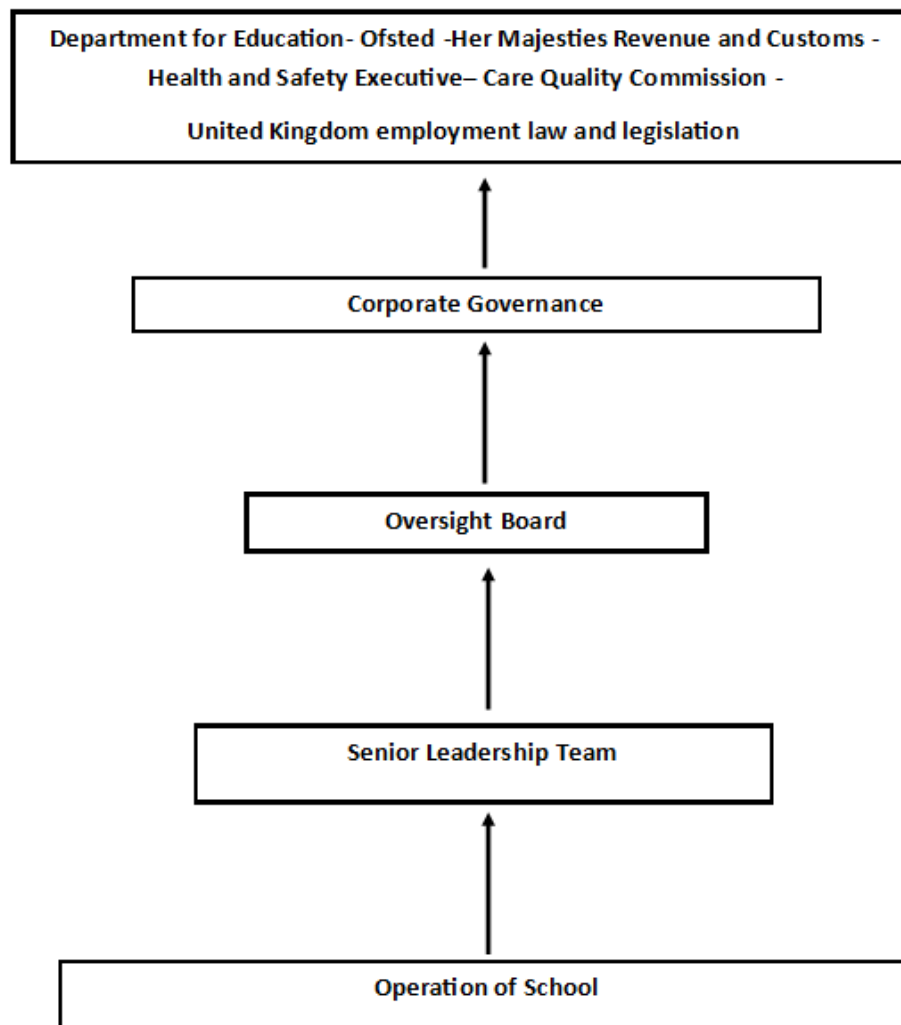 Department for Education- Ofsted -Her Majesties Revenue and Customs -
Health and Safety Executive– Care Quality Commission -
United Kingdom employment law and legislation
Corporate Governance
Oversight Board
Senior Leadership Team
Operation of School